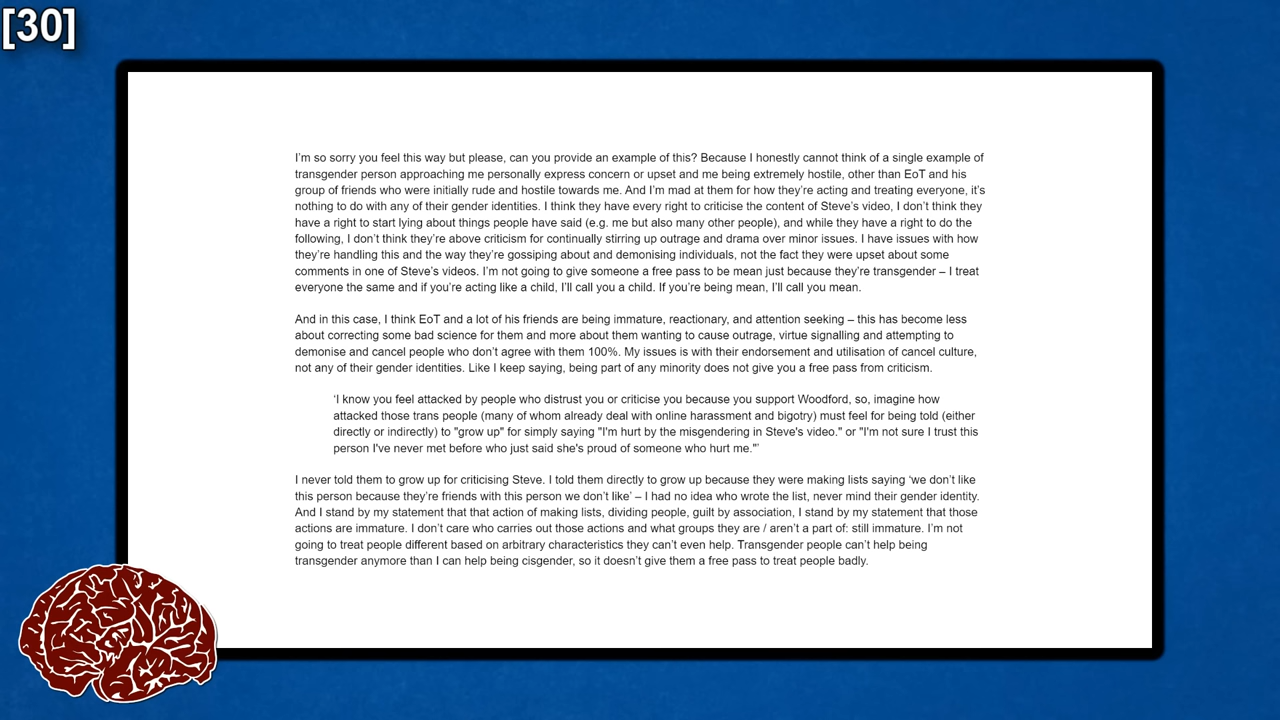 [30]
I'm so sorry you feel this way but please, can you provide an example of this? Because I honestly cannot think of a single example of
transgender person approaching me personally express concern or upset and me being extremely hostile, other than EoT and his
group of friends who were initially rude and hostile towards me. And I'm mad at them for how they're acting and treating everyone, it's
nothing to do with any of their gender identities. I think they have every right to criticise the content of Steve's video, I don't think they
have a right to start lying about things people have said (e.g. me but also many other people), and while they have a right to do the
following, I don't think they're above criticism for continually stirring up outrage and drama over minor issues. I have issues with how
they're handling this and the way they're gossiping about and demonising individuals, not the fact they were upset about some
comments in one of Steve's videos. I'm not going to give someone a free pass to be mean just because they're transgender – I treat
everyone the same and if you're acting like a child, I'll call you a child. If you're being mean, I'll call you mean.
And in this case, I think EoT and a lot of his friends are being immature, reactionary, and attention seeking – this has become less
about correcting some bad science for them and more about them wanting to cause outrage, virtue signalling and attempting to
demonise and cancel people who don't agree with them 100%. My issues is with their endorsement and utilisation of cancel culture,
not any of their gender identities. Like I keep saying, being part of any minority does not give you a free pass from criticism.
'I know you feel attacked by people who distrust you or criticise you because you support Woodford, so, imagine how
attacked those trans people (many of whom already deal with online harassment and bigotry) must feel for being told (either
directly or indirectly) to "grow up" for simply saying "I'm hurt by the misgendering in Steve's video." or "I'm not sure I trust this
person I've never met before who just said she's proud of someone who hurt me."'
I never told them to grow up for criticising Steve. I told them directly to grow up because they were making lists saying 'we don't like
this person because they're friends with this person we don't like' – I had no idea who wrote the list, never mind their gender identity.
And I stand by my statement that that action of making lists, dividing people, guilt by association, I stand by my statement that those
actions are immature. I don't care who carries out those actions and what groups they are / aren't a part of: still immature. I'm not
going to treat people different based on arbitrary characteristics they can't even help. Transgender people can't help being
transgender anymore than I can help being cisgender, so it doesn't give them a free pass to treat people badly.